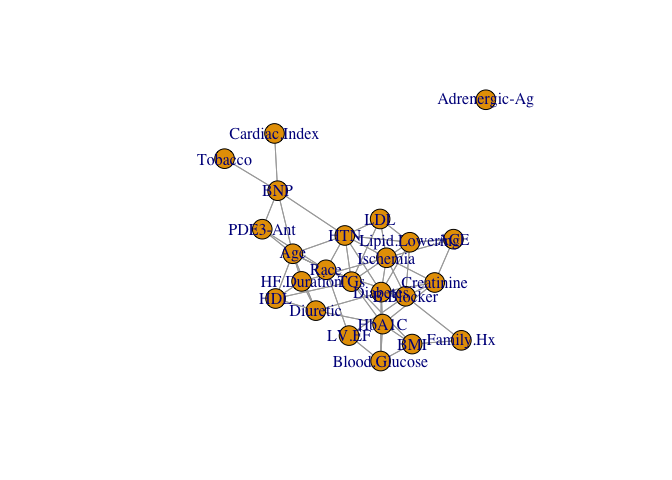 Adrenergic-Ag
Cardiac.Index
Tobacco
BNP
LDL
PDE3-Ant
HTN
Lipid.Lowering
ACE
Age
Ischemia
Race
HF.Duration
TGs
Creatinine
Diabetes
B.Blocker
HDL
Diuretic
HbA1C
LV.EF
Family.Hx
BMI
Blood.Glucose